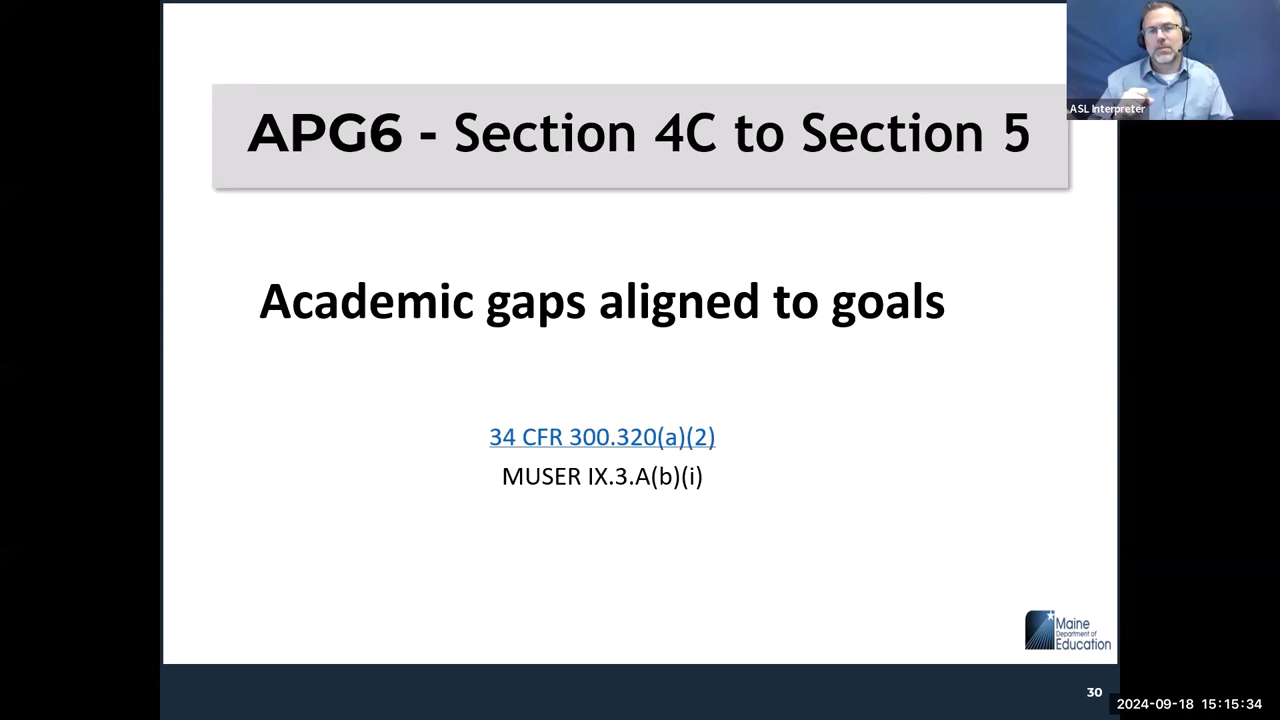 APG6 - Section 4C to Section 5
ASL Interpreter
Academic gaps aligned to goals
34 CFR 300.320(a)(2)
MUSER IX.3.A(b)(i)
Maine
Department of
Education
30
2024-09-18 15:15:34